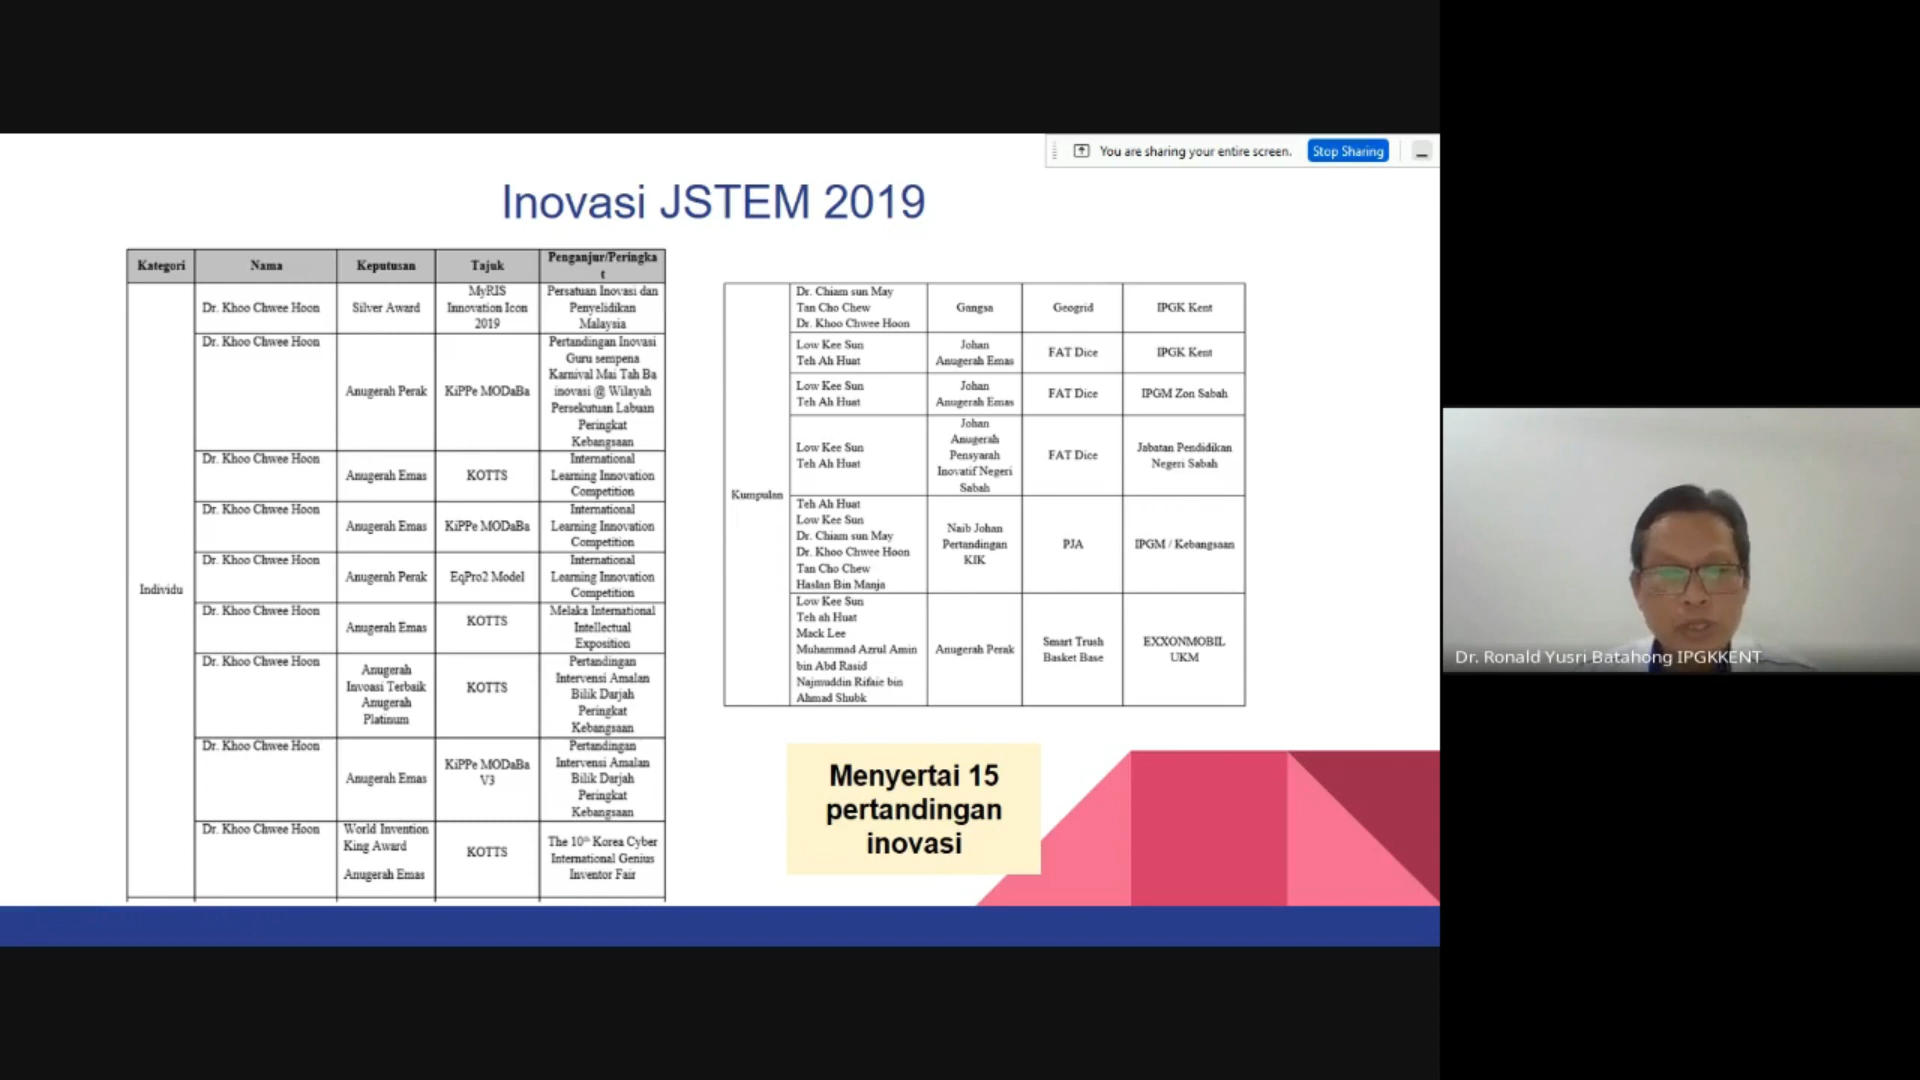 You are sharing your entire screen. Stop Sharing
Inovasi JSTEM 2019
Kategori
Nama
Keputusan
Tajuk
Penganjur/Peringka
t
Individu
Dr. Khoo Chwee Hoon
Silver Award
MyRIS
Innovation Icon
2019
Persatuan Inovasi dan
Penyelidikan
Malaysia
Dr. Khoo Chwee Hoon
Anugerah Perak
KiPPe MODaBa
Pertandingan Inovasi
Guru sempena
Karnival Mai Tah Ba
inovasi @ Wilayah
Persekutuan Labuan
Peringkat
Kebangsaan
Dr. Khoo Chwee Hoon
Anugerah Emas
KOTTS
International
Learning Innovation
Competition
Dr. Khoo Chwee Hoon
Anugerah Emas
KiPPe MODaBa
International
Learning Innovation
Competition
Dr. Khoo Chwee Hoon
Anugerah Perak
EqPro2 Model
International
Learning Innovation
Competition
Dr. Khoo Chwee Hoon
Anugerah Emas
KOTTS
Melaka International
Intellectual
Exposition
Dr. Khoo Chwee Hoon
Anugerah
Invoasi Terbaik
Anugerah
Platinum
KOTTS
Pertandingan
Intervensi Amalan
Bilik Darjah
Peringkat
Kebangsaan
Dr. Khoo Chwee Hoon
Anugerah Emas
KiPPe MODaBa
V3
Pertandingan
Intervensi Amalan
Bilik Darjah
Peringkat
Kebangsaan
Dr. Khoo Chwee Hoon
World Invention
King Award
Anugerah Emas
KOTTS
The 10th Korea Cyber
International Genius
Inventor Fair
Kumpulan
Dr. Chiam sun May
Tan Cho Chew
Dr. Khoo Chwee Hoon
Gangsa
Geogrid
IPGK Kent
Low Kee Sun
Teh Ah Huat
Johan
Anugerah Emas
FAT Dice
IPGK Kent
Low Kee Sun
Teh Ah Huat
Johan
Anugerah Emas
FAT Dice
IPGM Zon Sabah
Low Kee Sun
Teh Ah Huat
Johan
Anugerah
Pensyarah
Inovatif Negeri
Sabah
FAT Dice
Jabatan Pendidikan
Negeri Sabah
Teh Ah Huat
Low Kee Sun
Dr. Chiam sun May
Dr. Khoo Chwee Hoon
Tan Cho Chew
Haslan Bin Manja
Naib Johan
Pertandingan
KIK
PJA
IPGM / Kebangsaan
Low Kee Sun
Teh ah Huat
Mack Lee
Muhammad Azrul Amin
bin Abd Rasid
Najmuddin Rifaie bin
Ahmad Shubk
Anugerah Perak
Smart Trush
Basket Base
EXXONMOBIL
UKM
Menyertai 15
pertandingan
inovasi
Dr. Ronald Yusri Batahong IPGKKENT